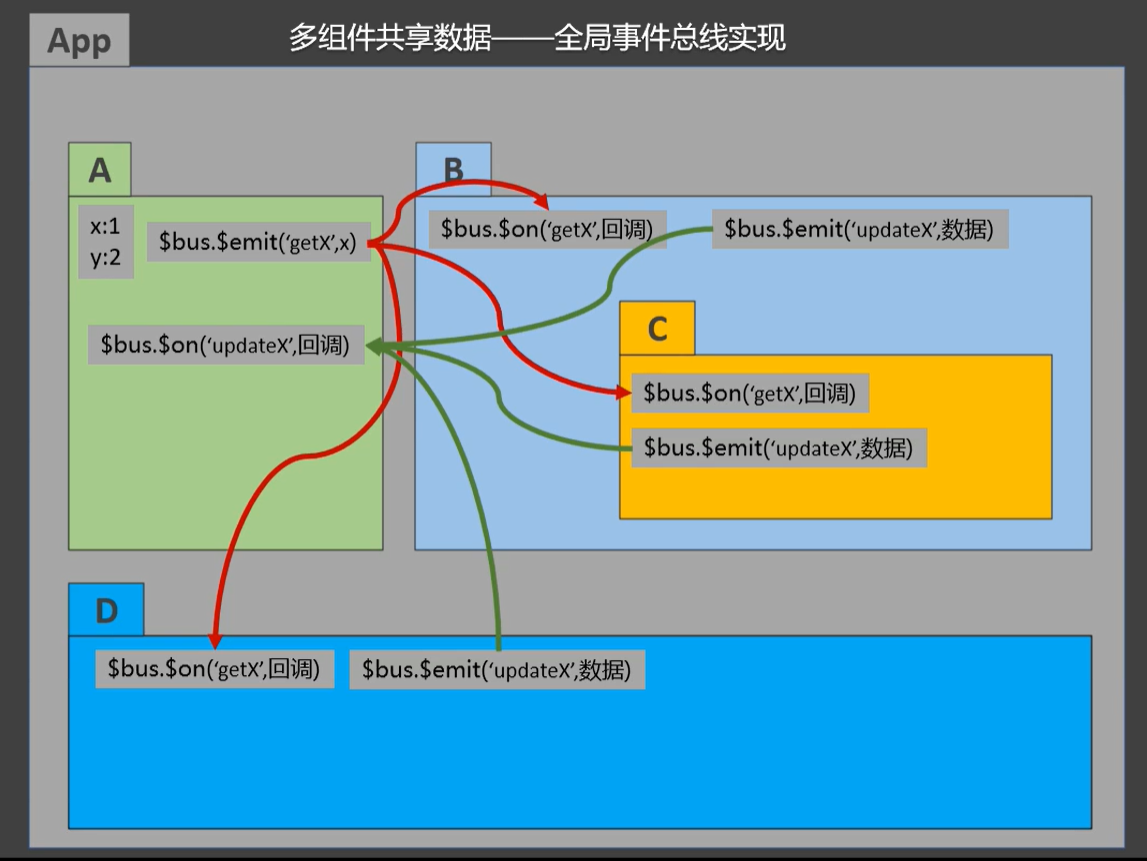 App
多组件共享数据——全局事件总线实现
A
B
x:1
y:2
$bus.$emit(‘getX’,x)
$bus.$on(‘getX’,回调)
$bus.$emit(‘updateX’,数据)
$bus.$on(‘updateX’,回调)
C
$bus.$on(‘getX’,回调)
$bus.$emit(‘updateX’,数据)
D
$bus.$on(‘getX’,回调)
$bus.$emit(‘updateX’,数据)